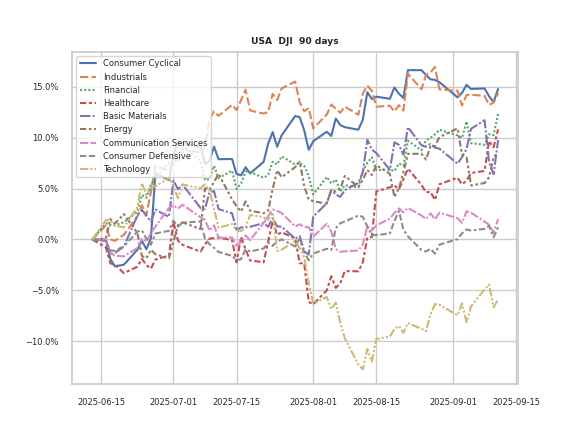 USA DJI 90 days
Consumer Cyclical
Industrials
Financial
Healthcare
Basic Materials
Energy
Communication Services
Consumer Defensive
Technology
15.0%
10.0%
5.0%
0.0%
−5.0%
−10.0%
2025-06-15
2025-07-01
2025-07-15
2025-08-01
2025-08-15
2025-09-01
2025-09-15